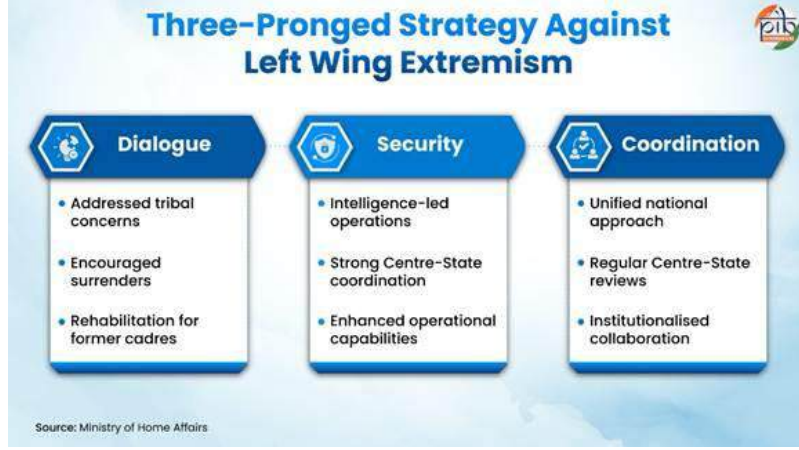 Three-Pronged Strategy Against
Left Wing Extremism
pib
Dialogue
• Addressed tribal
concerns
• Encouraged
surrenders
• Rehabilitation for
former cadres
Security
• Intelligence-led
operations
• Strong Centre-State
coordination
• Enhanced operational
capabilities
Coordination
• Unified national
approach
• Regular Centre-State
reviews
• Institutionalised
collaboration
Source: Ministry of Home Affairs